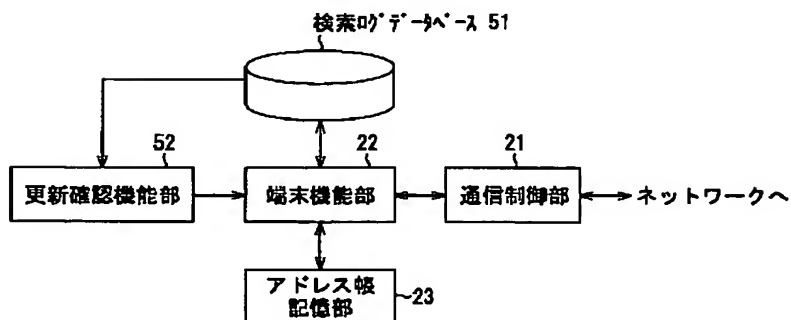 検索ﾛｸﾞﾃﾞｰﾀﾍﾞｰｽ 51
52
22
21
更新確認機能部
端末機能部
通信制御部
ネットワークへ
アドレス帳
記憶部
23